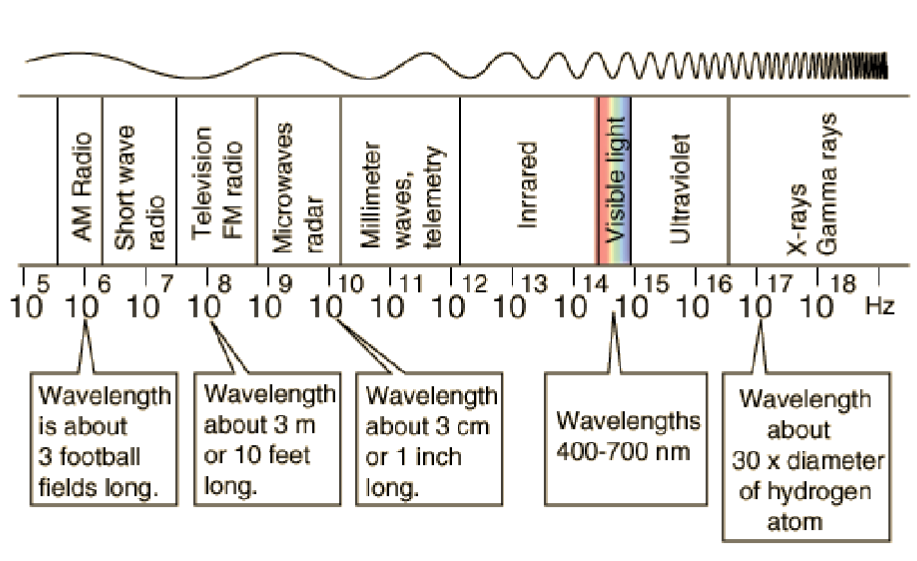 AM Radio
Short wave
radio
Television
FM radio
Microwaves
radar
Millimeter
waves,
telemetry
Inrrared
Visible light
Ultraviolet
X-rays
Gamma rays
10^5 10^6 10^7 10^8 10^9 10^10 10^11 10^12 10^13 10^14 10^15 10^16 10^17 10^18 Hz
Wavelength
is about
3 football
fields long.
Wavelength
about 3 m
or 10 feet
long.
Wavelength
about 3 cm
or 1 inch
long.
Wavelengths
400-700 nm
Wavelength
about
30 x diameter
of hydrogen
atom